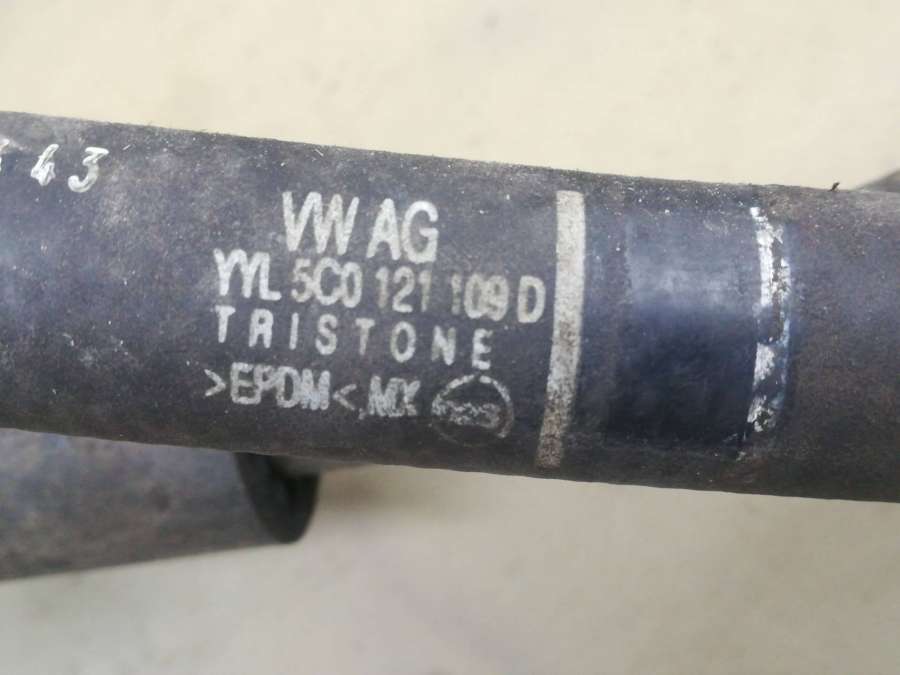 43
VW AG
YYL 5C0 121 109 D
TRISTONE
>EPDM<,MX